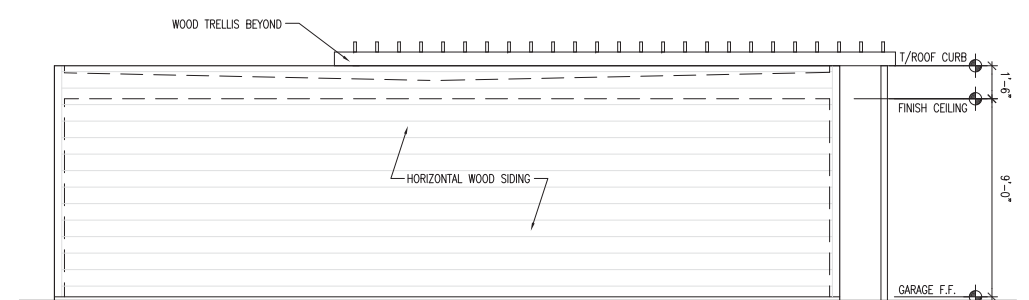 WOOD TRELLIS BEYOND
T/ROOF CURB
1'-6"
FINISH CEILING
HORIZONTAL WOOD SIDING
9'-0"
GARAGE F.F.